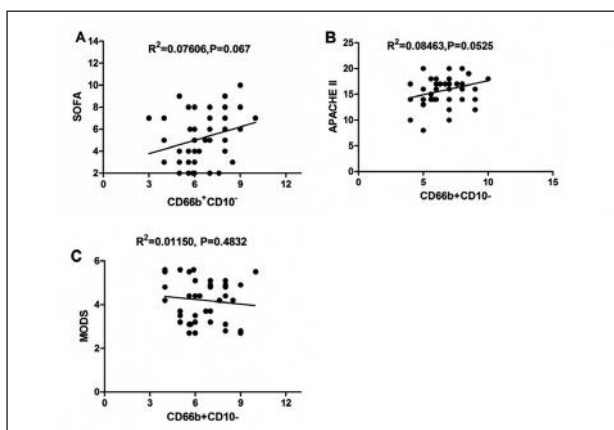 A
R²=0.07606,P=0.067
14
12
10
8
6
4
2
SOFA
3 6 9 12
CD66b⁺CD10⁻
B
R²=0.08463,P=0.0525
25
20
15
10
5
0
APACHE II
0 5 10 15
CD66b+CD10-
C
R²=0.01150, P=0.4832
6
4
2
0
MODS
3 6 9 12
CD66b+CD10-